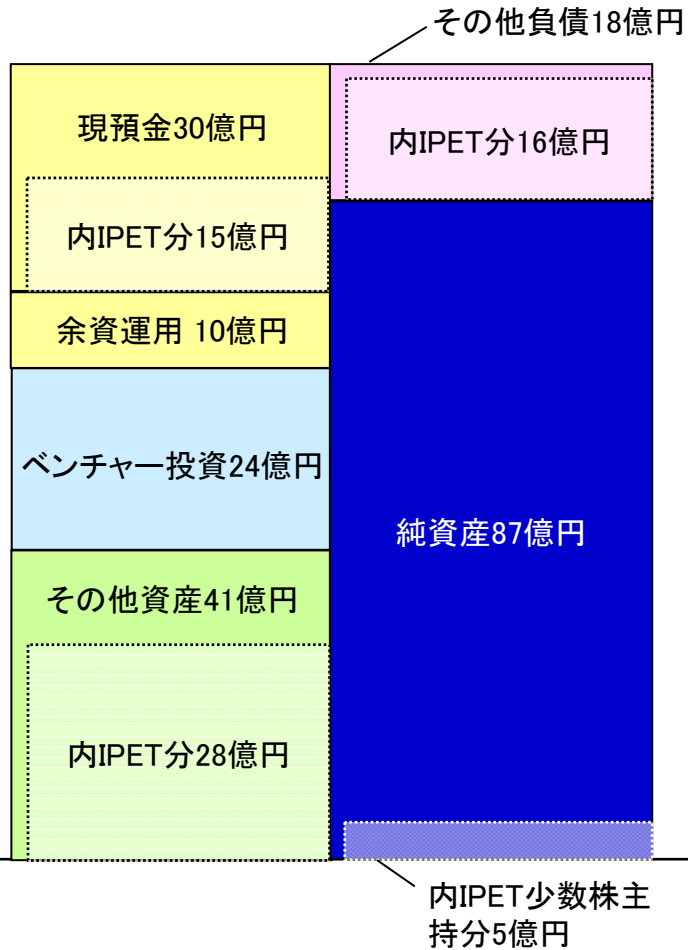 その他負債18億円
現預金30億円
内IPET分16億円
内IPET分15億円
余資運用 10億円
ベンチャー投資24億円
純資産87億円
その他資産41億円
内IPET分28億円
内IPET少数株主
持分5億円